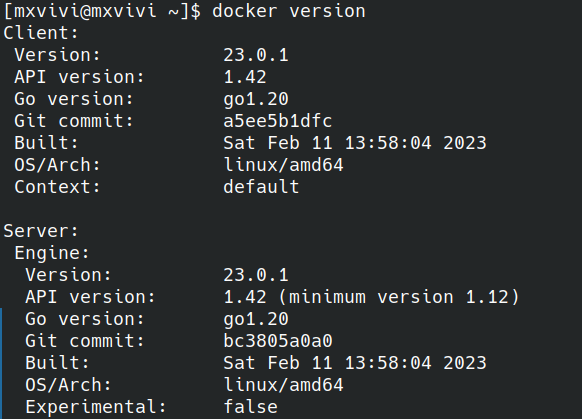 [mxvivi@mxvivi ~]$ docker version
Client:
 Version:           23.0.1
 API version:       1.42
 Go version:        go1.20
 Git commit:        a5ee5b1dfc
 Built:             Sat Feb 11 13:58:04 2023
 OS/Arch:           linux/amd64
 Context:           default

Server:
 Engine:
  Version:          23.0.1
  API version:      1.42 (minimum version 1.12)
  Go version:       go1.20
  Git commit:       bc3805a0a0
  Built:            Sat Feb 11 13:58:04 2023
  OS/Arch:          linux/amd64
  Experimental:     false